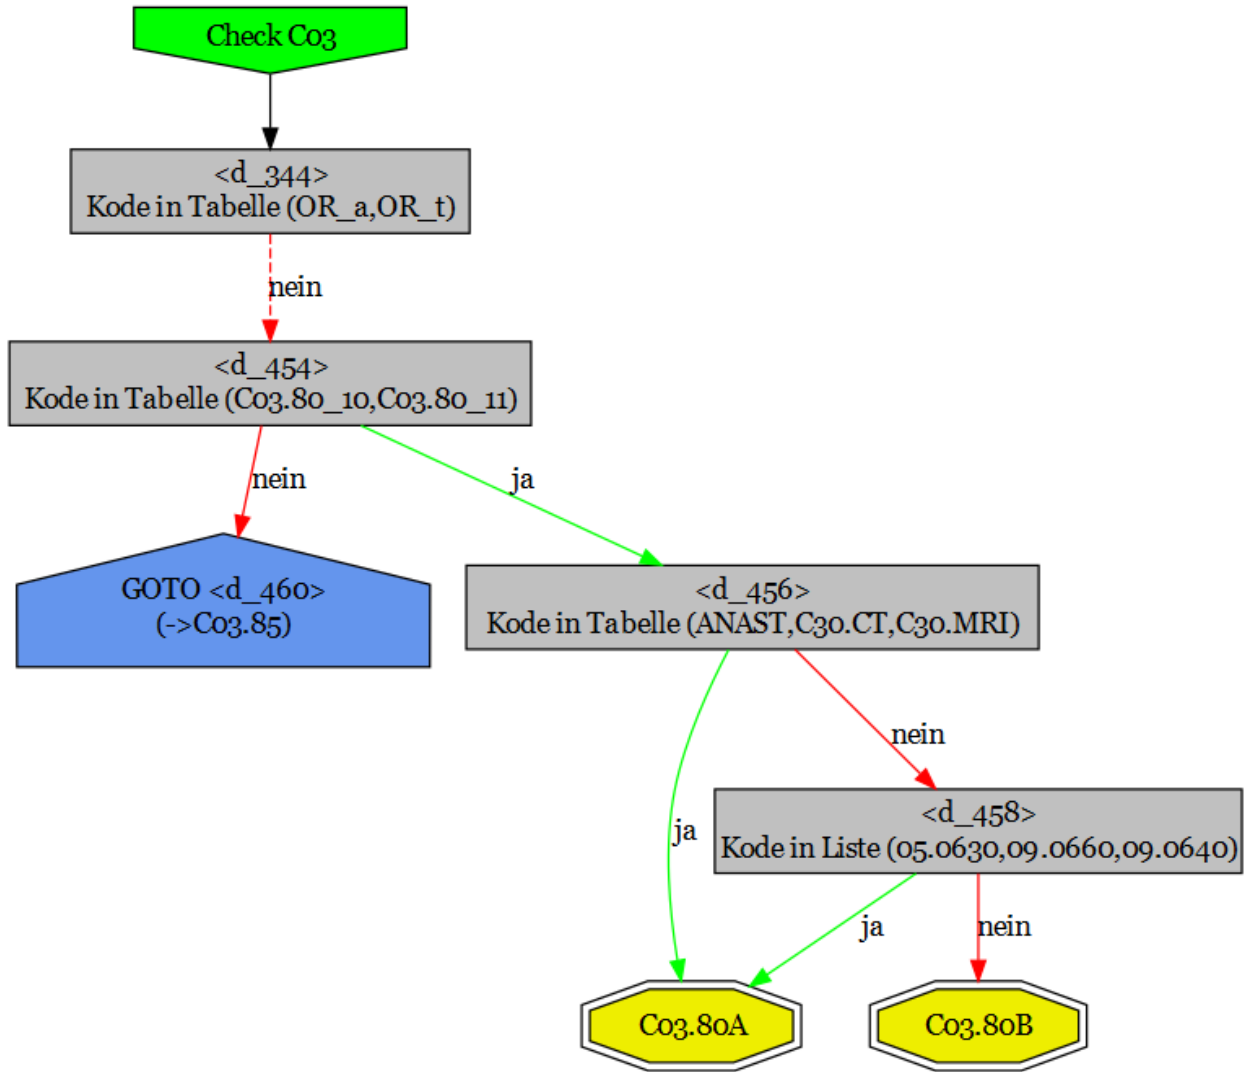 Check C03
<d_344>
Kode in Tabelle (OR_a,OR_t)
nein
<d_454>
Kode in Tabelle (C03.80_10,C03.80_11)
nein
ja
GOTO <d_460>
(->C03.85)
<d_456>
Kode in Tabelle (ANAST,C30.CT,C30.MRI)
nein
ja
<d_458>
Kode in Liste (05.0630,09.0660,09.0640)
ja
nein
C03.80A
C03.80B